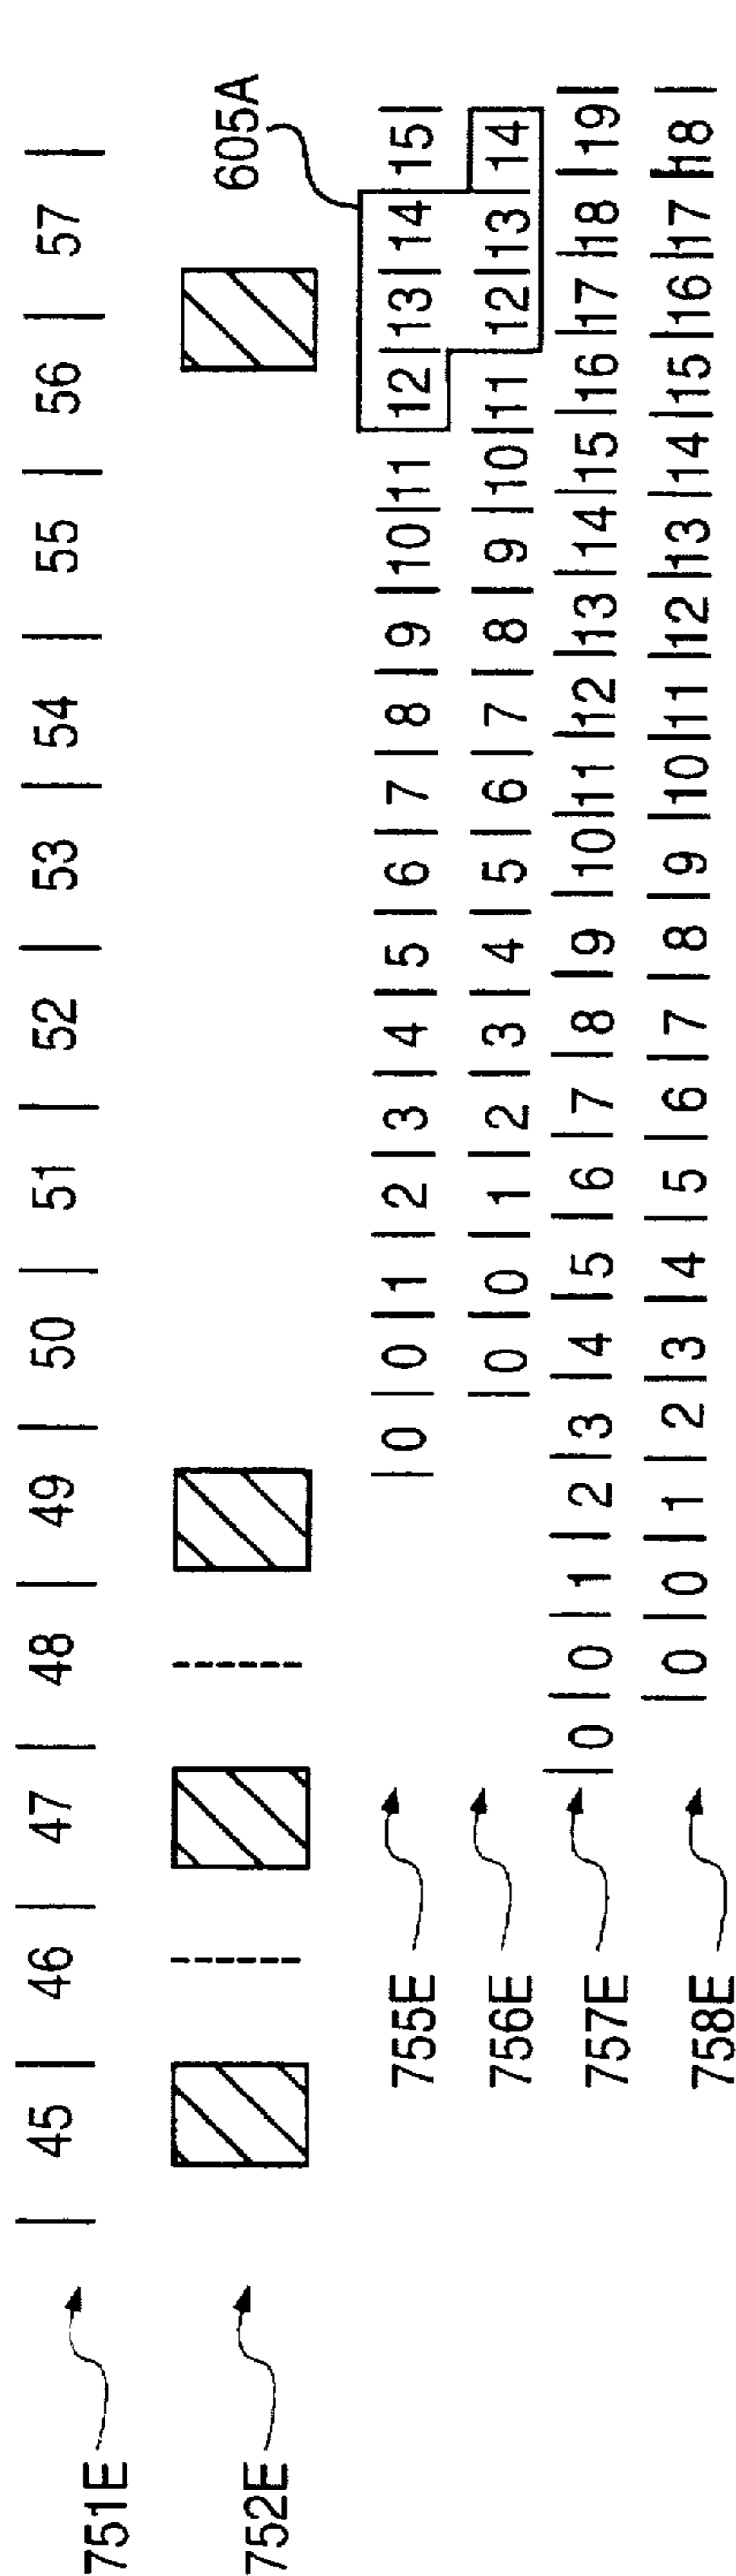 751E 45 46 47 48 49 50 51 52 53 54 55 56 57
752E
605A
755E 0 0 1 2 3 4 5 6 7 8 9 10 11 12 13 14 15
756E 0 0 1 2 3 4 5 6 7 8 9 10 11 12 13 14
757E 0 0 1 2 3 4 5 6 7 8 9 10 11 12 13 14 15 16 17 18 19
758E 0 0 1 2 3 4 5 6 7 8 9 10 11 12 13 14 15 16 17 18